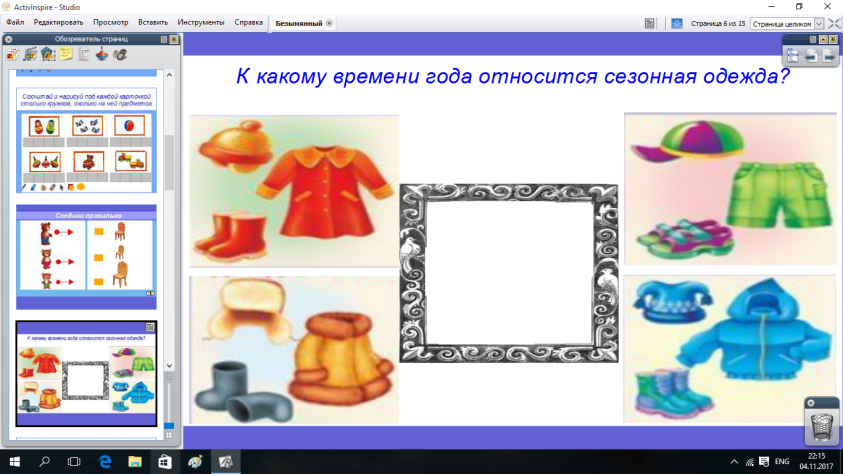 ActivInspire - Studio
Файл Редактировать Просмотр Вставить Инструменты Справка Безымянный
Страница 6 из 15 Страница целиком
Обозреватель страниц
Сосчитай и нарисуй под каждой карточкой
столько кружков, сколько на ней предметов
Соедини правильно
К какому времени года относится сезонная одежда?
К какому времени года относится сезонная одежда?
ENG
22:15
04.11.2017